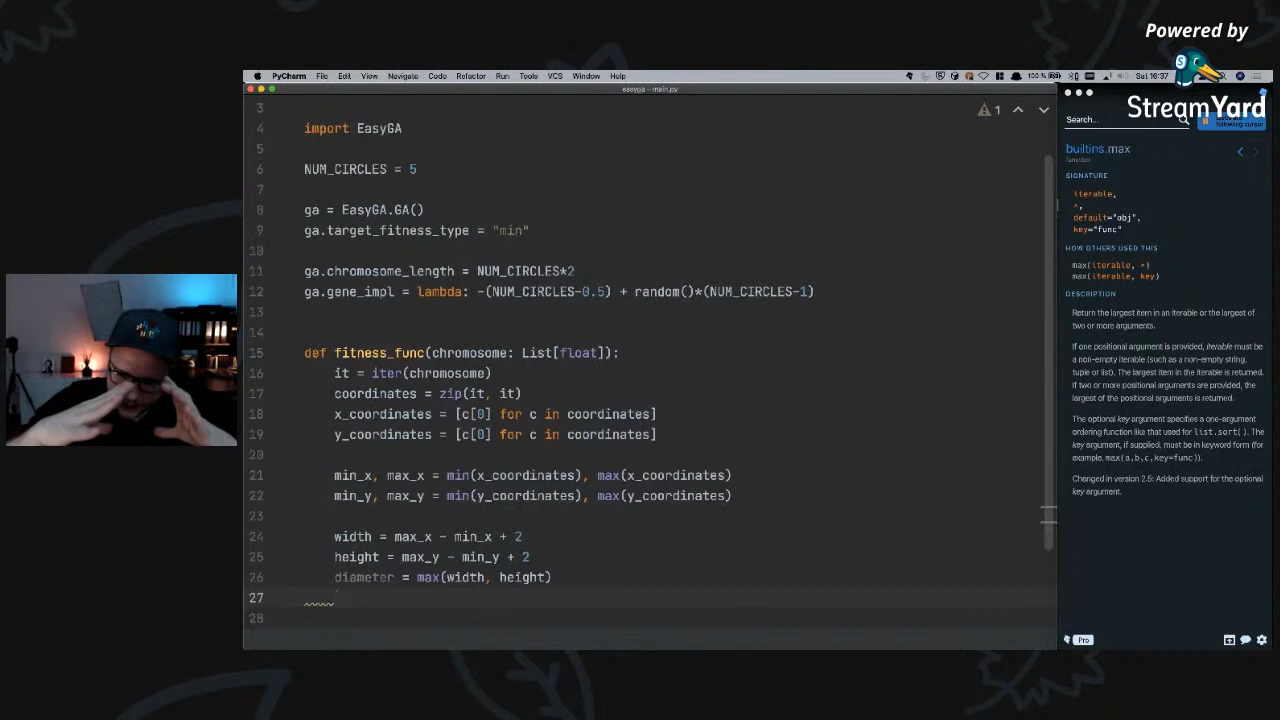 Powered by
StreamYard
PyCharm File Edit View Navigate Code Refactor Run Tools VCS Window Help
100 % Sat 16:37
easyga – main.py
1
3
4 import EasyGA
5
6 NUM_CIRCLES = 5
7
8 ga = EasyGA.GA()
9 ga.target_fitness_type = "min"
10
11 ga.chromosome_length = NUM_CIRCLES*2
12 ga.gene_impl = lambda: -(NUM_CIRCLES-0.5) + random()*(NUM_CIRCLES-1)
13
14
15 def fitness_func(chromosome: List[float]):
16 it = iter(chromosome)
17 coordinates = zip(it, it)
18 x_coordinates = [c[0] for c in coordinates]
19 y_coordinates = [c[0] for c in coordinates]
20
21 min_x, max_x = min(x_coordinates), max(x_coordinates)
22 min_y, max_y = min(y_coordinates), max(y_coordinates)
23
24 width = max_x - min_x + 2
25 height = max_y - min_y + 2
26 diameter = max(width, height)
27
28
Search...
following cursor
builtins.max
function
SIGNATURE
iterable,
*,
default="obj",
key="func"
HOW OTHERS USED THIS
max(iterable, *)
max(iterable, key)
DESCRIPTION
Return the largest item in an iterable or the largest of
two or more arguments.
If one positional argument is provided, iterable must be
a non-empty iterable (such as a non-empty string,
tuple or list). The largest item in the iterable is returned.
If two or more positional arguments are provided, the
largest of the positional arguments is returned.
The optional key argument specifies a one-argument
ordering function like that used for list.sort(). The
key argument, if supplied, must be in keyword form (for
example, max(a,b,c,key=func)).
Changed in version 2.5: Added support for the optional
key argument.
Pro